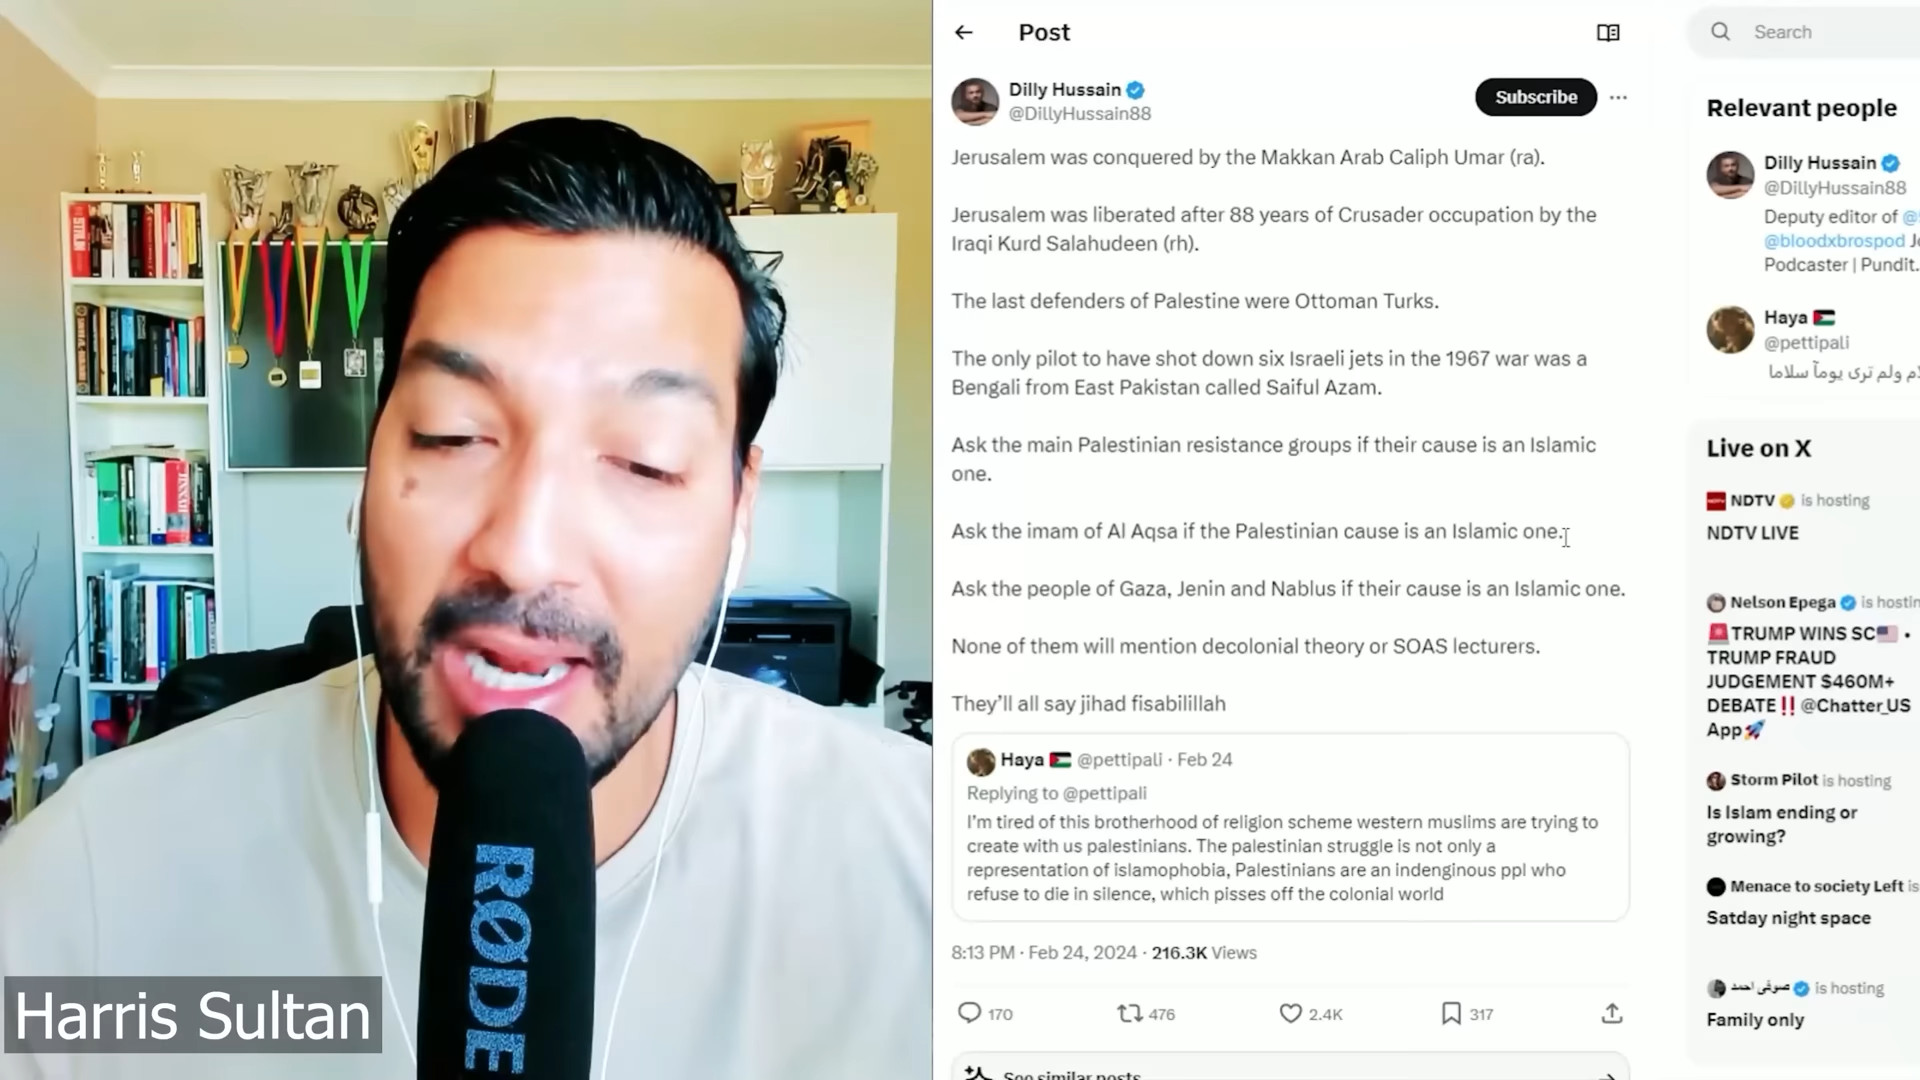 Post
Search
Dilly Hussain
@DillyHussain88
Subscribe
Jerusalem was conquered by the Makkan Arab Caliph Umar (ra).
Jerusalem was liberated after 88 years of Crusader occupation by the
Iraqi Kurd Salahudeen (rh).
The last defenders of Palestine were Ottoman Turks.
The only pilot to have shot down six Israeli jets in the 1967 war was a
Bengali from East Pakistan called Saiful Azam.
Ask the main Palestinian resistance groups if their cause is an Islamic
one.
Ask the imam of Al Aqsa if the Palestinian cause is an Islamic one.
Ask the people of Gaza, Jenin and Nablus if their cause is an Islamic one.
None of them will mention decolonial theory or SOAS lecturers.
They'll all say jihad fisabilillah
Haya @pettipali · Feb 24
Replying to @pettipali
I'm tired of this brotherhood of religion scheme western muslims are trying to
create with us palestinians. The palestinian struggle is not only a
representation of islamophobia, Palestinians are an indenginous ppl who
refuse to die in silence, which pisses off the colonial world
8:13 PM · Feb 24, 2024 · 216.3K Views
170 476 2.4K 317
See similar posts
Relevant people
Dilly Hussain
@DillyHussain88
Deputy editor of
@bloodxbrospod
Podcaster | Pundit.
Haya
@pettipali
ولم ترى يوماً سلاما
Live on X
NDTV is hosting
NDTV LIVE
Nelson Epega is
TRUMP WINS SC •
TRUMP FRAUD
JUDGEMENT $460M+
DEBATE‼️ @Chatter_US
App
Storm Pilot is hosting
Is Islam ending or
growing?
Menace to society Left
Satday night space
صوفی احمد is hosting
Family only
RØDE
Harris Sultan